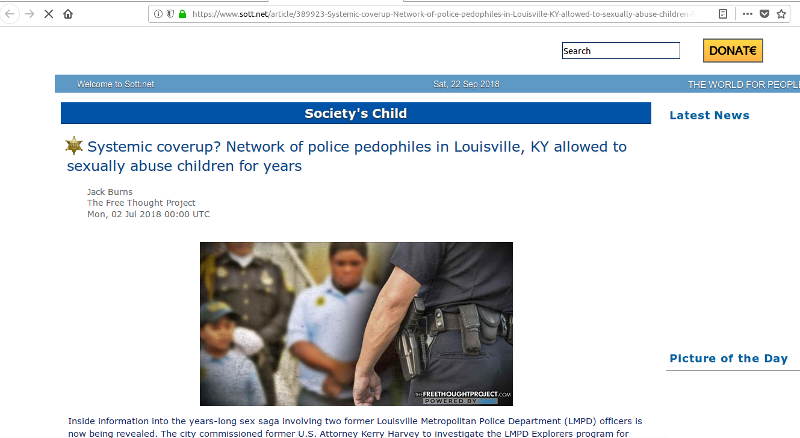 https://www.sott.net/article/389923-Systemic-coverup-Network-of-police-pedophiles-in-Louisville-KY-allowed-to-sexually-abuse-children-
Search
DONAT€
Welcome to Sott.net
Sat, 22 Sep 2018
THE WORLD FOR PEOPL
Society's Child
Latest News
Systemic coverup? Network of police pedophiles in Louisville, KY allowed to
sexually abuse children for years
Jack Burns
The Free Thought Project
Mon, 02 Jul 2018 00:00 UTC
THEFREETHOUGHTPROJECT.COM
POWERED BY
Picture of the Day
Inside information into the years-long sex saga involving two former Louisville Metropolitan Police Department (LMPD) officers is
now being revealed. The city commissioned former U.S. Attorney Kerry Harvey to investigate the LMPD Explorers program for